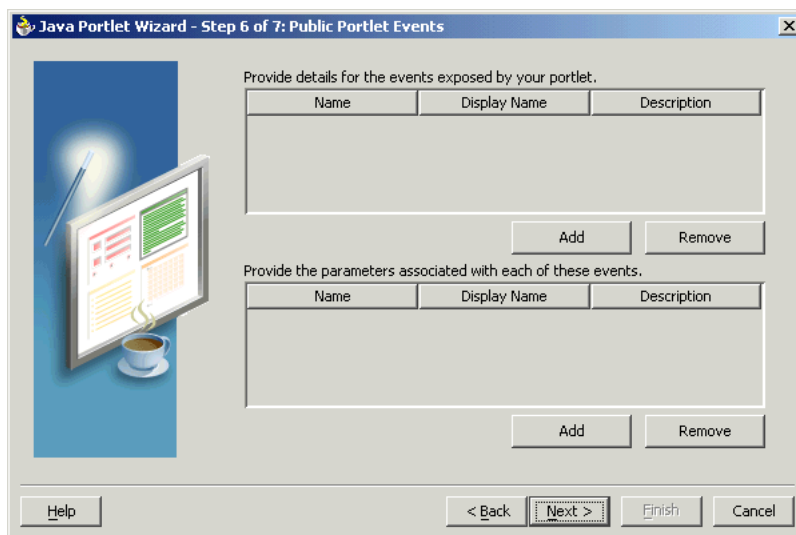 Java Portlet Wizard - Step 6 of 7: Public Portlet Events
Provide details for the events exposed by your portlet.
Name Display Name Description
Add Remove
Provide the parameters associated with each of these events.
Name Display Name Description
Add Remove
Help < Back Next > Finish Cancel